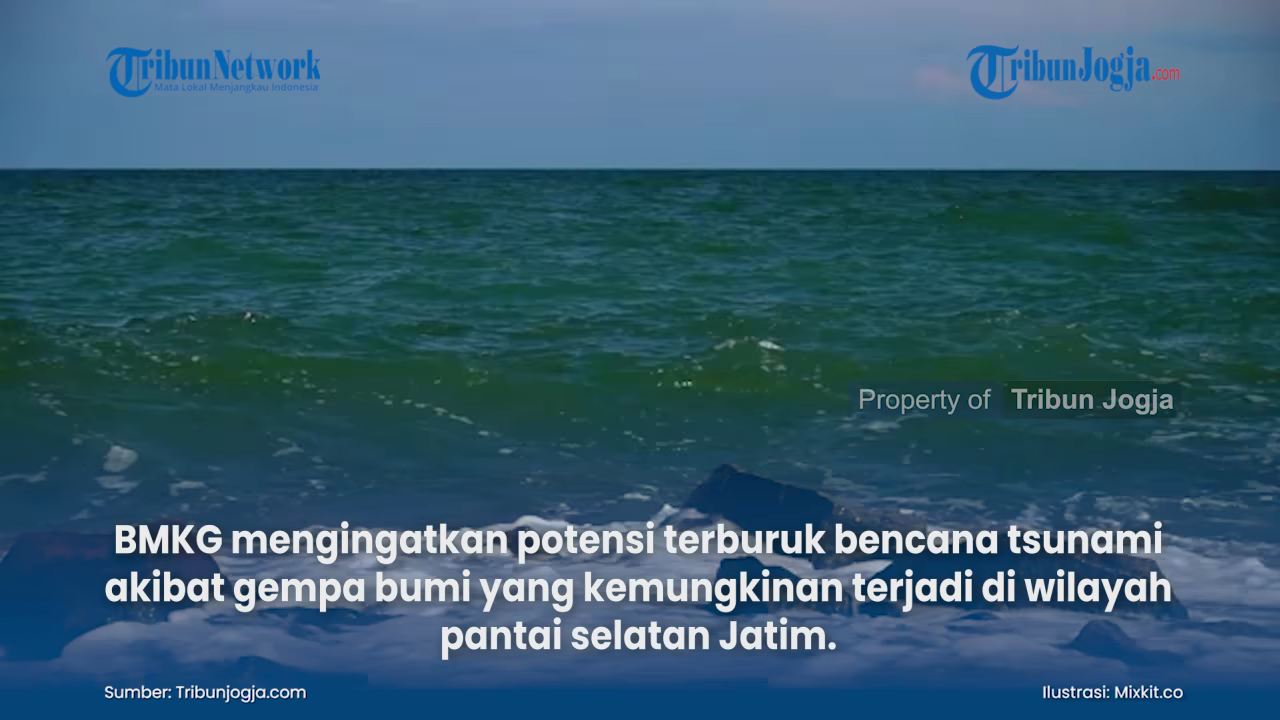 TribunNetwork
Mata Lokal Menjangkau Indonesia
TribunJogja.com
Property of Tribun Jogja
BMKG mengingatkan potensi terburuk bencana tsunami
akibat gempa bumi yang kemungkinan terjadi di wilayah
pantai selatan Jatim.
Sumber: Tribunjogja.com
Ilustrasi: Mixkit.co